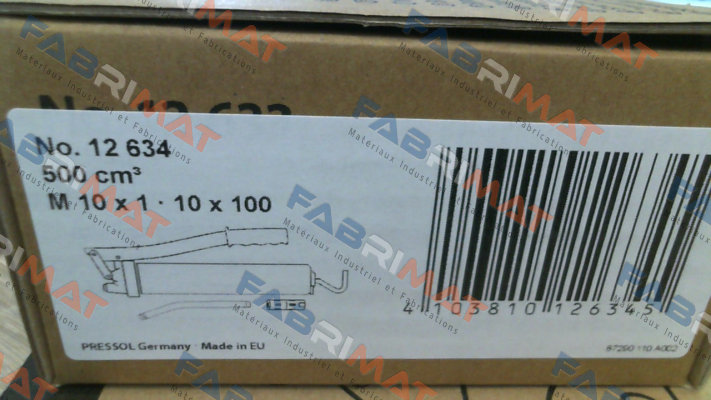 No. 12 634
500 cm³
M 10 x 1 · 10 x 100
4 103810 126345
PRESSOL Germany · Made in EU
FABRIMAT
Materiaux Industriel et Fabrications